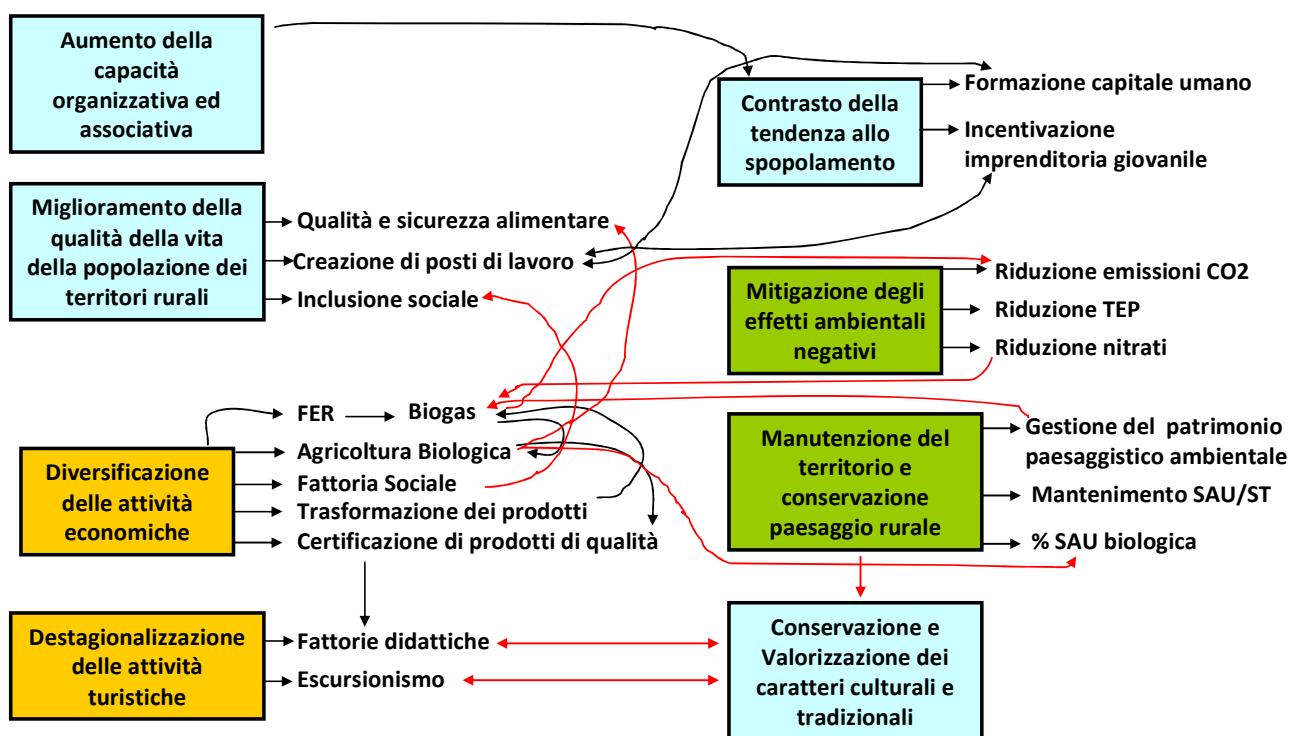 Aumento della
capacità
organizzativa ed
associativa
Contrasto della
tendenza allo
spopolamento
Formazione capitale umano
Incentivazione
imprenditoria giovanile
Miglioramento della
qualità della vita
della popolazione dei
territori rurali
Qualità e sicurezza alimentare
Creazione di posti di lavoro
Inclusione sociale
Mitigazione degli
effetti ambientali
negativi
Riduzione emissioni CO2
Riduzione TEP
Riduzione nitrati
Diversificazione
delle attività
economiche
FER
Biogas
Agricoltura Biologica
Fattoria Sociale
Trasformazione dei prodotti
Certificazione di prodotti di qualità
Manutenzione del
territorio e
conservazione
paesaggio rurale
Gestione del patrimonio
paesaggistico ambientale
Mantenimento SAU/ST
% SAU biologica
Destagionalizzazione
delle attività
turistiche
Fattorie didattiche
Escursionismo
Conservazione e
Valorizzazione dei
caratteri culturali e
tradizionali